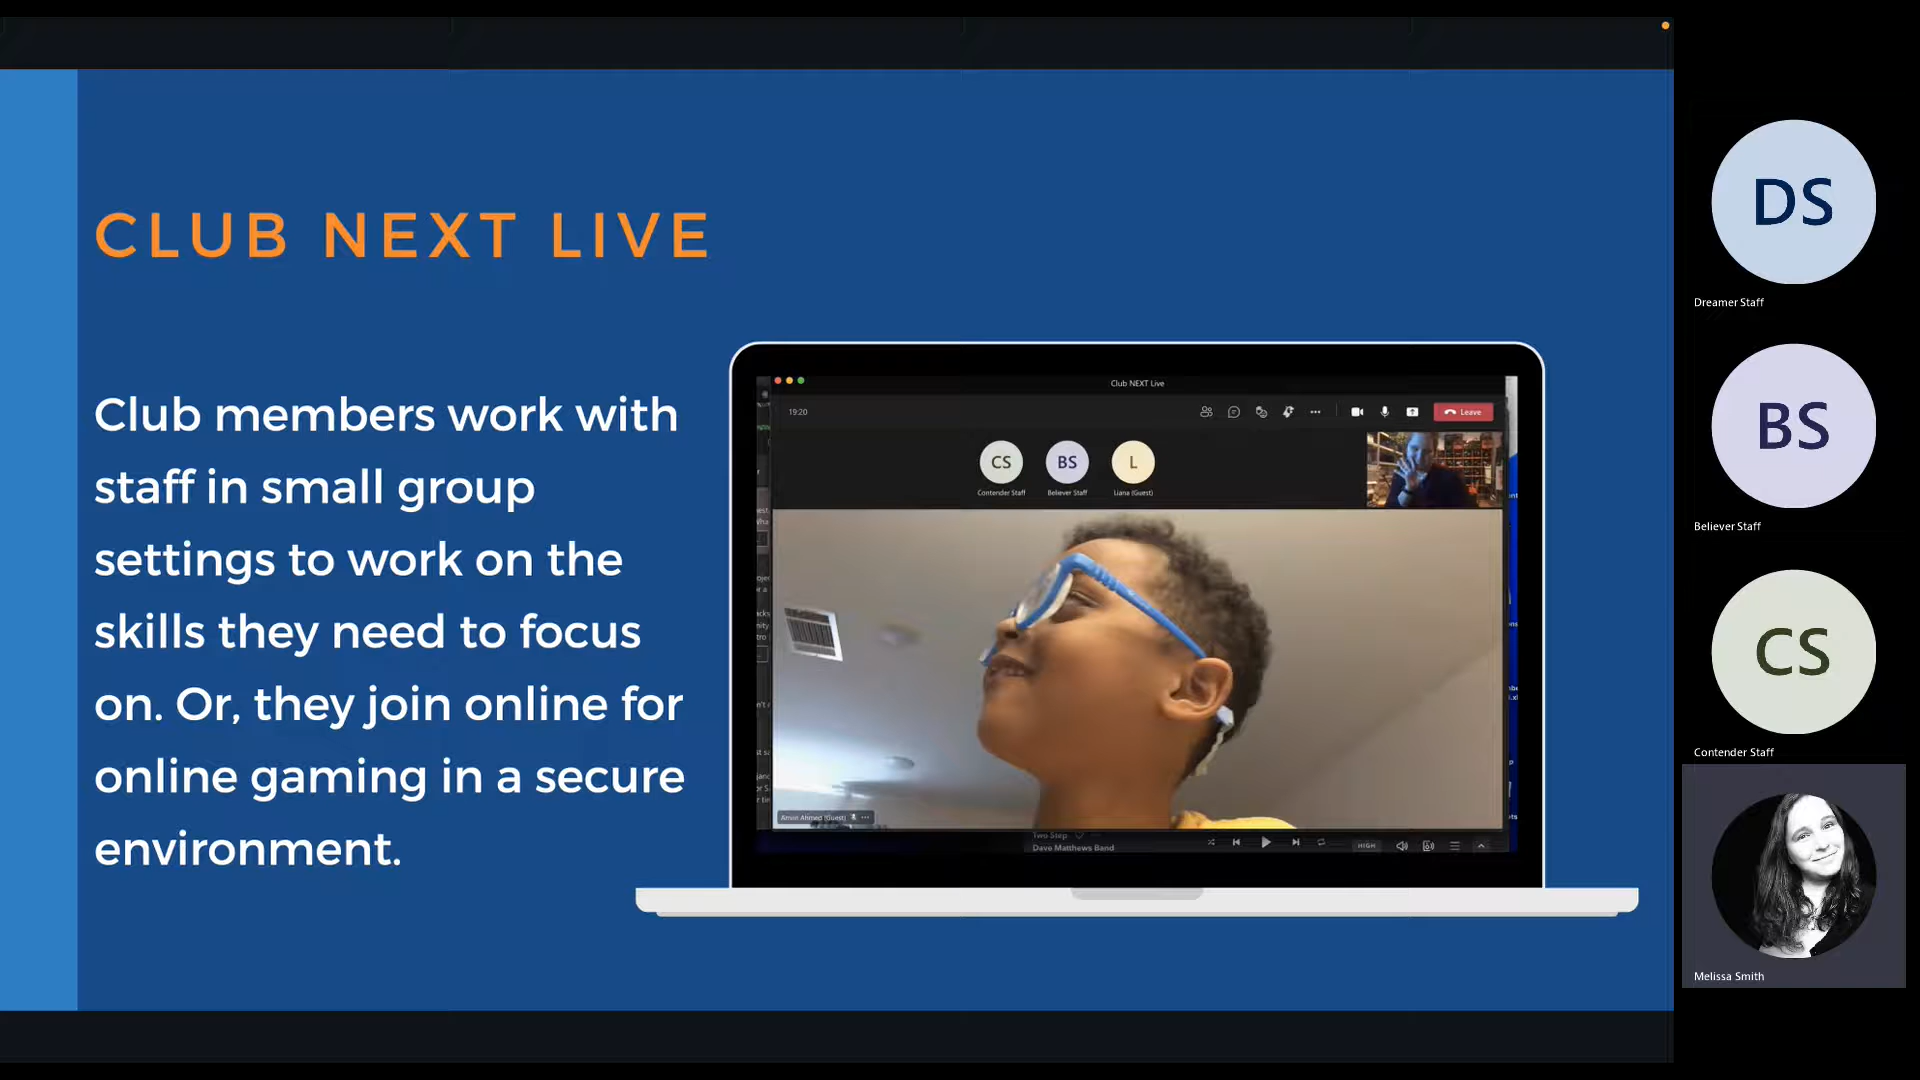 CLUB NEXT LIVE
Club members work with
staff in small group
settings to work on the
skills they need to focus
on. Or, they join online for
online gaming in a secure
environment.
Club NEXT Live
19:20
Leave
CS
BS
L
Contender Staff
Believer Staff
Liana (Guest)
Amin Ahmed (Guest)
Two Step
Dave Matthews Band
HIGH
DS
Dreamer Staff
BS
Believer Staff
CS
Contender Staff
Melissa Smith